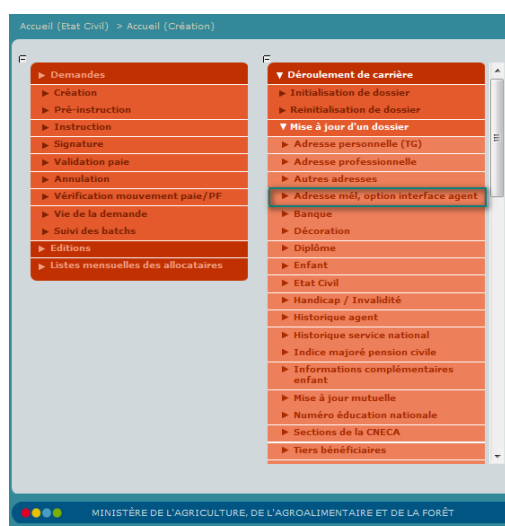 Accueil (Etat Civil) > Accueil (Création)
Demandes
Création
Pré-instruction
Instruction
Signature
Validation paie
Annulation
Vérification mouvement paie/PF
Vie de la demande
Suivi des batchs
Editions
Listes mensuelles des allocataires
Déroulement de carrière
Initialisation de dossier
Reinitialisation de dossier
Mise à jour d'un dossier
Adresse personnelle (TG)
Adresse professionnelle
Autres adresses
Adresse mél, option interface agent
Banque
Décoration
Diplôme
Enfant
Etat Civil
Handicap / Invalidité
Historique agent
Historique service national
Indice majoré pension civile
Informations complémentaires
enfant
Mise à jour mutuelle
Numéro éducation nationale
Sections de la CNECA
Tiers bénéficiaires
MINISTÈRE DE L'AGRICULTURE, DE L'AGROALIMENTAIRE ET DE LA FORÊT